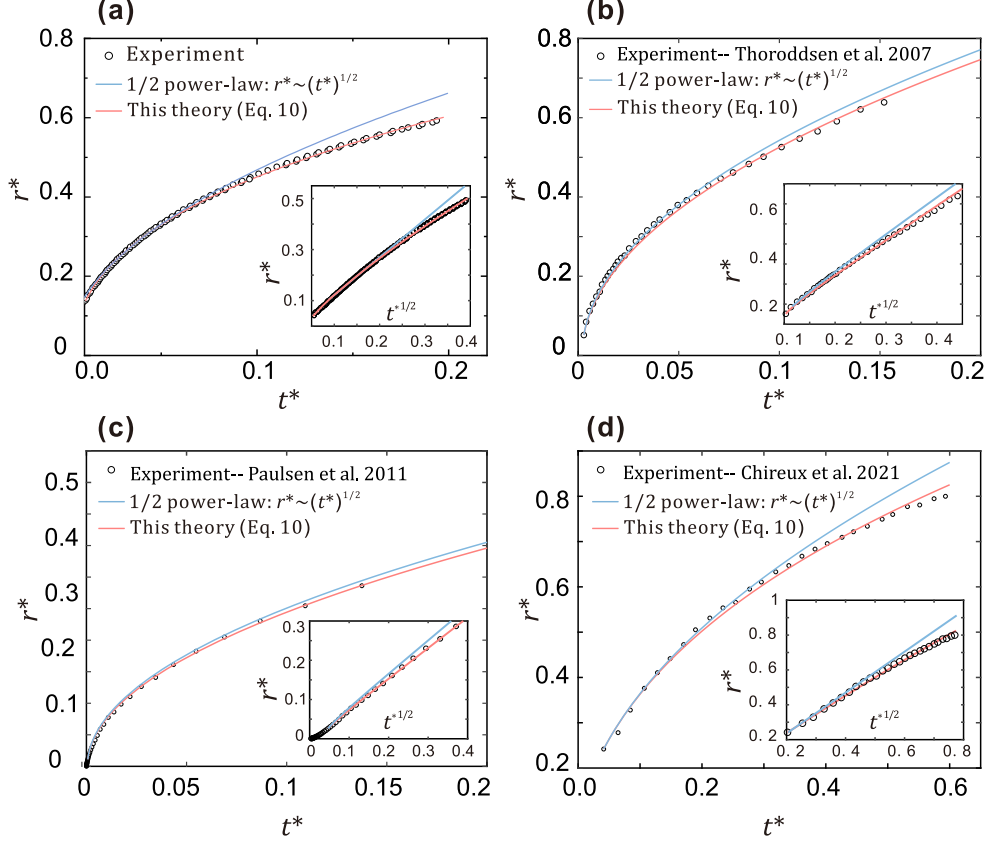 (a)
0.8
0.6
0.4
0.2
0
r*
Experiment
1/2 power-law: r*~(t*)^1/2
This theory (Eq. 10)
0.0
0.1
0.2
t*
0.5
0.3
0.1
r*
t*1/2
0.1
0.2
0.3
0.4
(b)
0.8
0.6
0.4
0.2
0
r*
Experiment-- Thoroddsen et al. 2007
1/2 power-law: r*~(t*)^1/2
This theory (Eq. 10)
0
0.05
0.1
0.15
0.2
t*
0.6
0.4
0.2
r*
t*1/2
0.1
0.2
0.3
0.4
(c)
0.5
0.4
0.3
0.2
0.1
0
r*
Experiment-- Paulsen et al. 2011
1/2 power-law: r*~(t*)^1/2
This theory (Eq. 10)
0
0.05
0.1
0.15
0.2
t*
0.3
0.2
0.1
0
r*
t*1/2
0.0
0.1
0.2
0.3
0.4
(d)
0.8
0.6
0.4
0.2
r*
Experiment-- Chireux et al. 2021
1/2 power-law: r*~(t*)^1/2
This theory (Eq. 10)
0
0.2
0.4
0.6
t*
1
0.8
0.6
0.4
0.2
r*
t*1/2
0.2
0.3
0.4
0.5
0.6
0.7
0.8